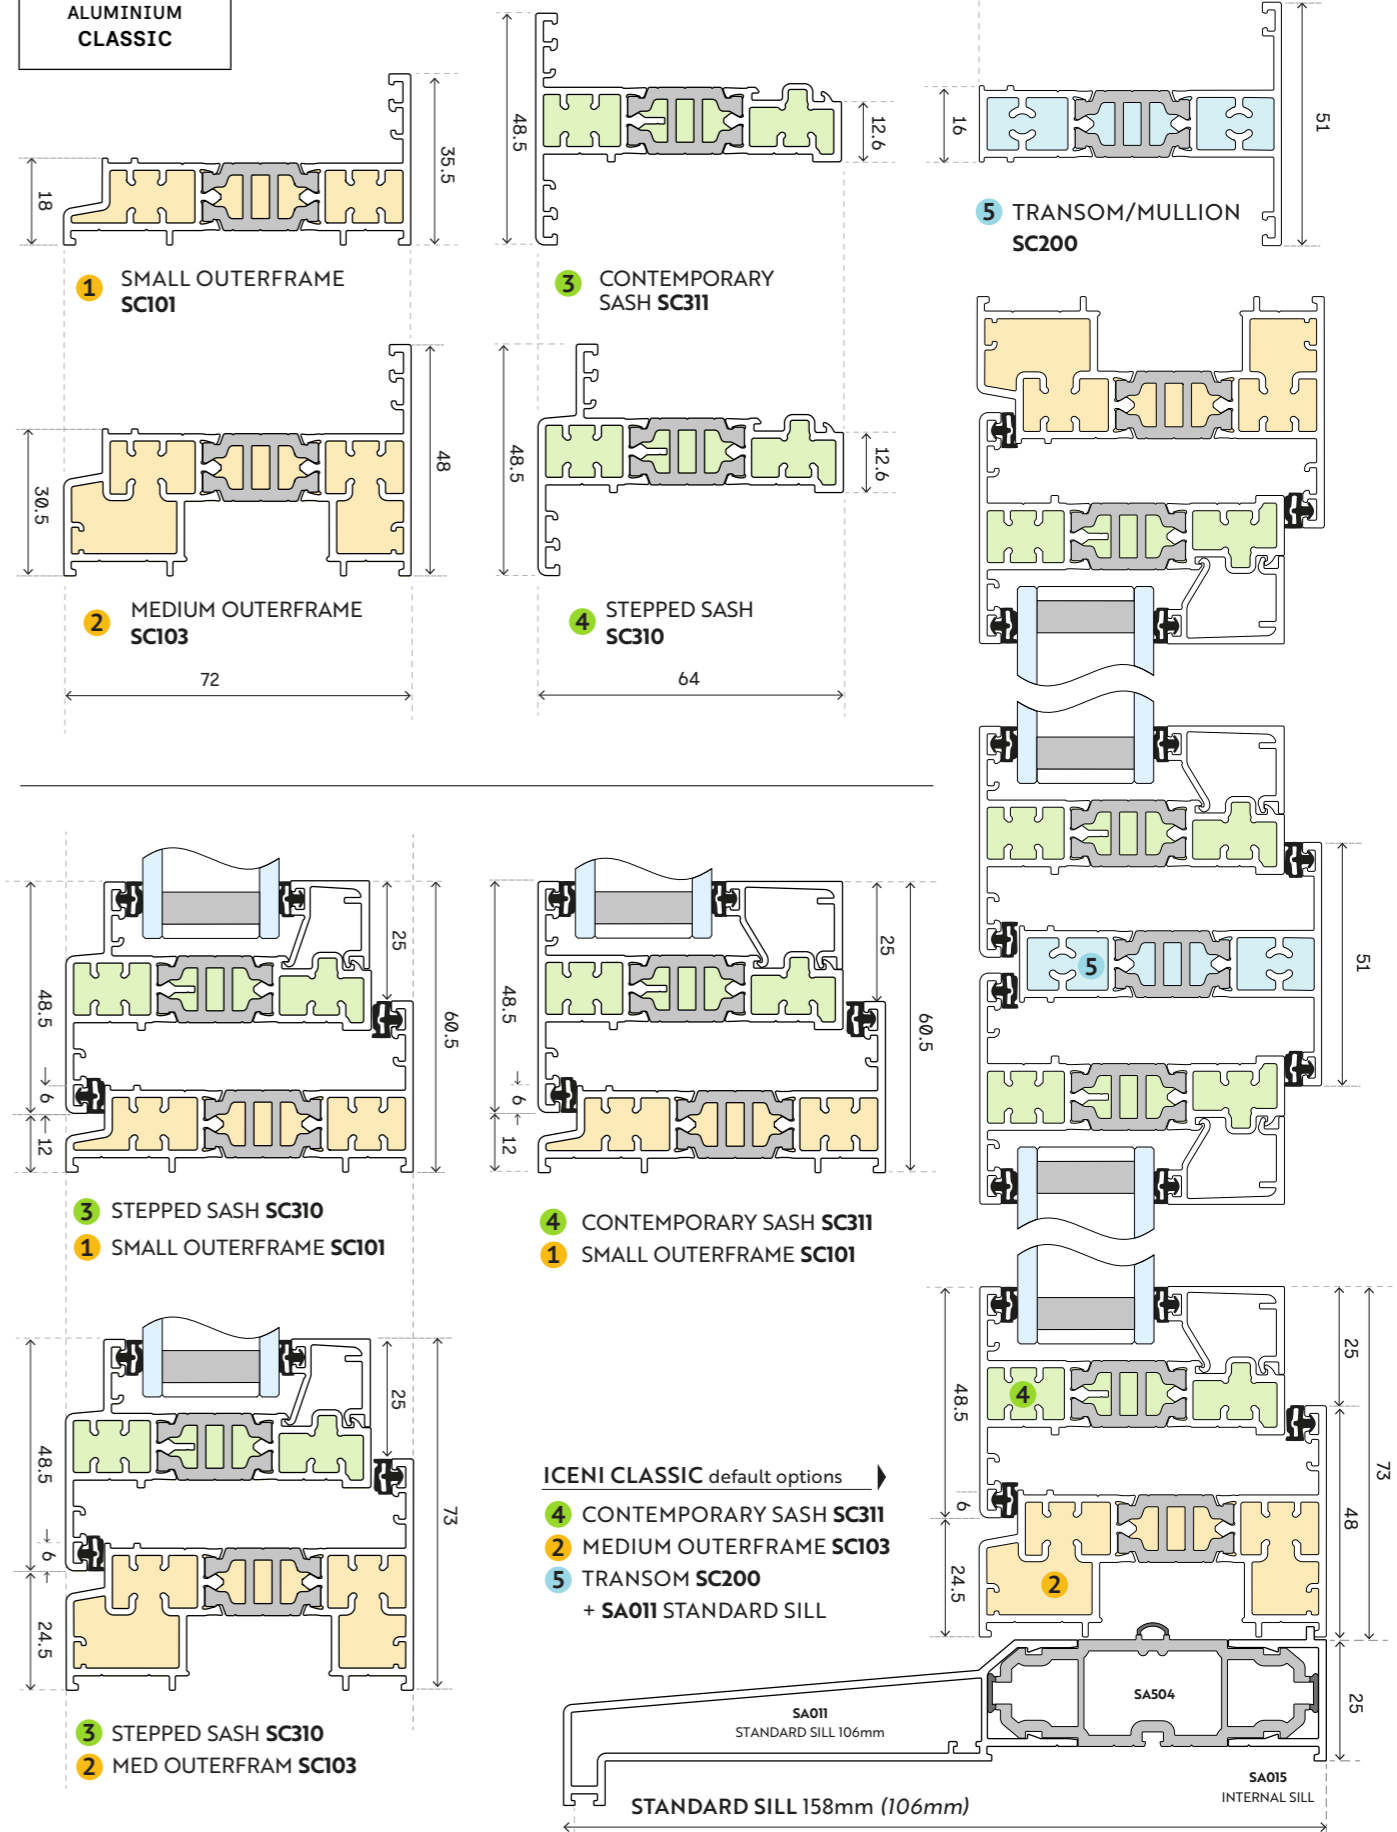 ALUMINIUM
CLASSIC
18
35.5
1 SMALL OUTERFRAME
SC101
48.5
12.6
3 CONTEMPORARY
SASH SC311
16
51
5 TRANSOM/MULLION
SC200
30.5
48
2 MEDIUM OUTERFRAME
SC103
72
48.5
12.6
4 STEPPED SASH
SC310
64
48.5
6
12
25
60.5
3 STEPPED SASH SC310
1 SMALL OUTERFRAME SC101
48.5
6
12
25
60.5
4 CONTEMPORARY SASH SC311
1 SMALL OUTERFRAME SC101
5
51
48.5
6
24.5
25
73
3 STEPPED SASH SC310
2 MED OUTERFRAM SC103
ICENI CLASSIC default options
4 CONTEMPORARY SASH SC311
2 MEDIUM OUTERFRAME SC103
5 TRANSOM SC200
+ SA011 STANDARD SILL
4
2
48.5
6
24.5
25
48
73
25
SA504
SA011
STANDARD SILL 106mm
SA015
INTERNAL SILL
STANDARD SILL 158mm (106mm)